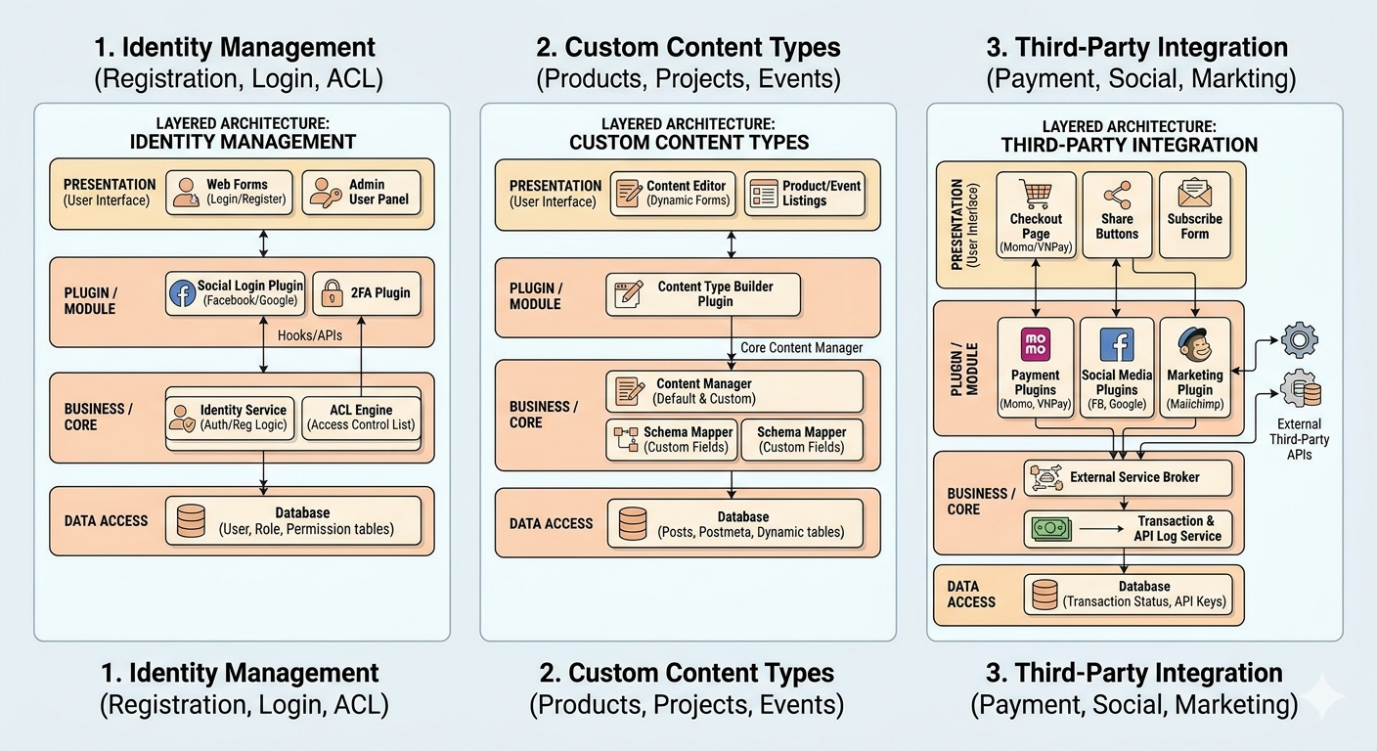 1. Identity Management
(Registration, Login, ACL)
LAYERED ARCHITECTURE:
IDENTITY MANAGEMENT
PRESENTATION
(User Interface)
Web Forms
(Login/Register)
Admin
User Panel
PLUGIN /
MODULE
Social Login Plugin
(Facebook/Google)
2FA Plugin
Hooks/APIs
BUSINESS /
CORE
Identity Service
(Auth/Reg Logic)
ACL Engine
(Access Control List)
DATA ACCESS
Database
(User, Role, Permission tables)
1. Identity Management
(Registration, Login, ACL)
2. Custom Content Types
(Products, Projects, Events)
LAYERED ARCHITECTURE:
CUSTOM CONTENT TYPES
PRESENTATION
(User Interface)
Content Editor
(Dynamic Forms)
Product/Event
Listings
PLUGIN /
MODULE
Content Type Builder
Plugin
Core Content Manager
BUSINESS /
CORE
Content Manager
(Default & Custom)
Schema Mapper
(Custom Fields)
Schema Mapper
(Custom Fields)
DATA ACCESS
Database
(Posts, Postmeta, Dynamic tables)
2. Custom Content Types
(Products, Projects, Events)
3. Third-Party Integration
(Payment, Social, Markting)
LAYERED ARCHITECTURE:
THIRD-PARTY INTEGRATION
PRESENTATION
(User Interface)
Checkout
Page
(Momo/VNPay)
Share
Buttons
Subscribe
Form
PLUGIN /
MODULE
mo
mo
Payment
Plugins
(Momo, VNPay)
Social Media
Plugins
(FB, Google)
Marketing
Plugin
(Maiichimp)
External
Third-Party
APIs
BUSINESS /
CORE
External Service Broker
Transaction &
API Log Service
DATA
ACCESS
Database
(Transaction Status, API Keys)
3. Third-Party Integration
(Payment, Social, Marketing)